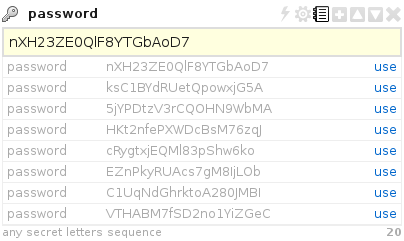 password
nXH23ZE0QlF8YTGbAoD7
password nXH23ZE0QlF8YTGbAoD7 use
password ksC1BYdRUetQpowxjG5A use
password 5jYPDtzV3rCQOHN9WbMA use
password HKt2nfePXWDcBsM76zqJ use
password cRygtxjEQMl83pShw6ko use
password EZnPkyRUAcs7gM8IjLOb use
password C1UqNdGhrktoA280JMBI use
password VTHABM7fSD2no1YiZGeC use
any secret letters sequence 20